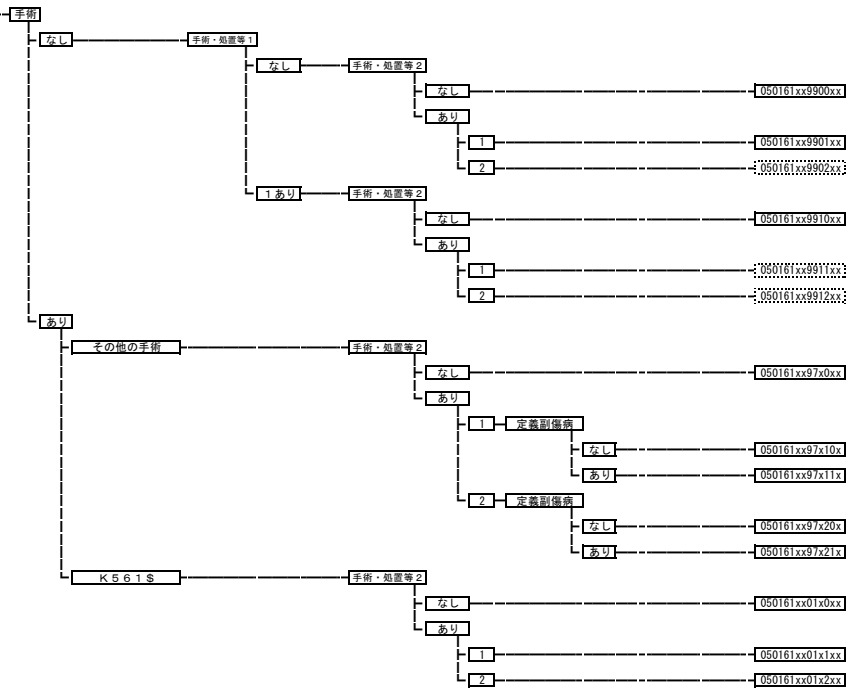 手術
なし 手術・処置等1
なし 手術・処置等2
なし 050161xx9900xx
あり
1 050161xx9901xx
2 050161xx9902xx
1あり 手術・処置等2
なし 050161xx9910xx
あり
1 050161xx9911xx
2 050161xx9912xx
あり
その他の手術 手術・処置等2
なし 050161xx97x0xx
あり
1 定義副傷病
なし 050161xx97x10x
あり 050161xx97x11x
2 定義副傷病
なし 050161xx97x20x
あり 050161xx97x21x
K561$ 手術・処置等2
なし 050161xx01x0xx
あり
1 050161xx01x1xx
2 050161xx01x2xx